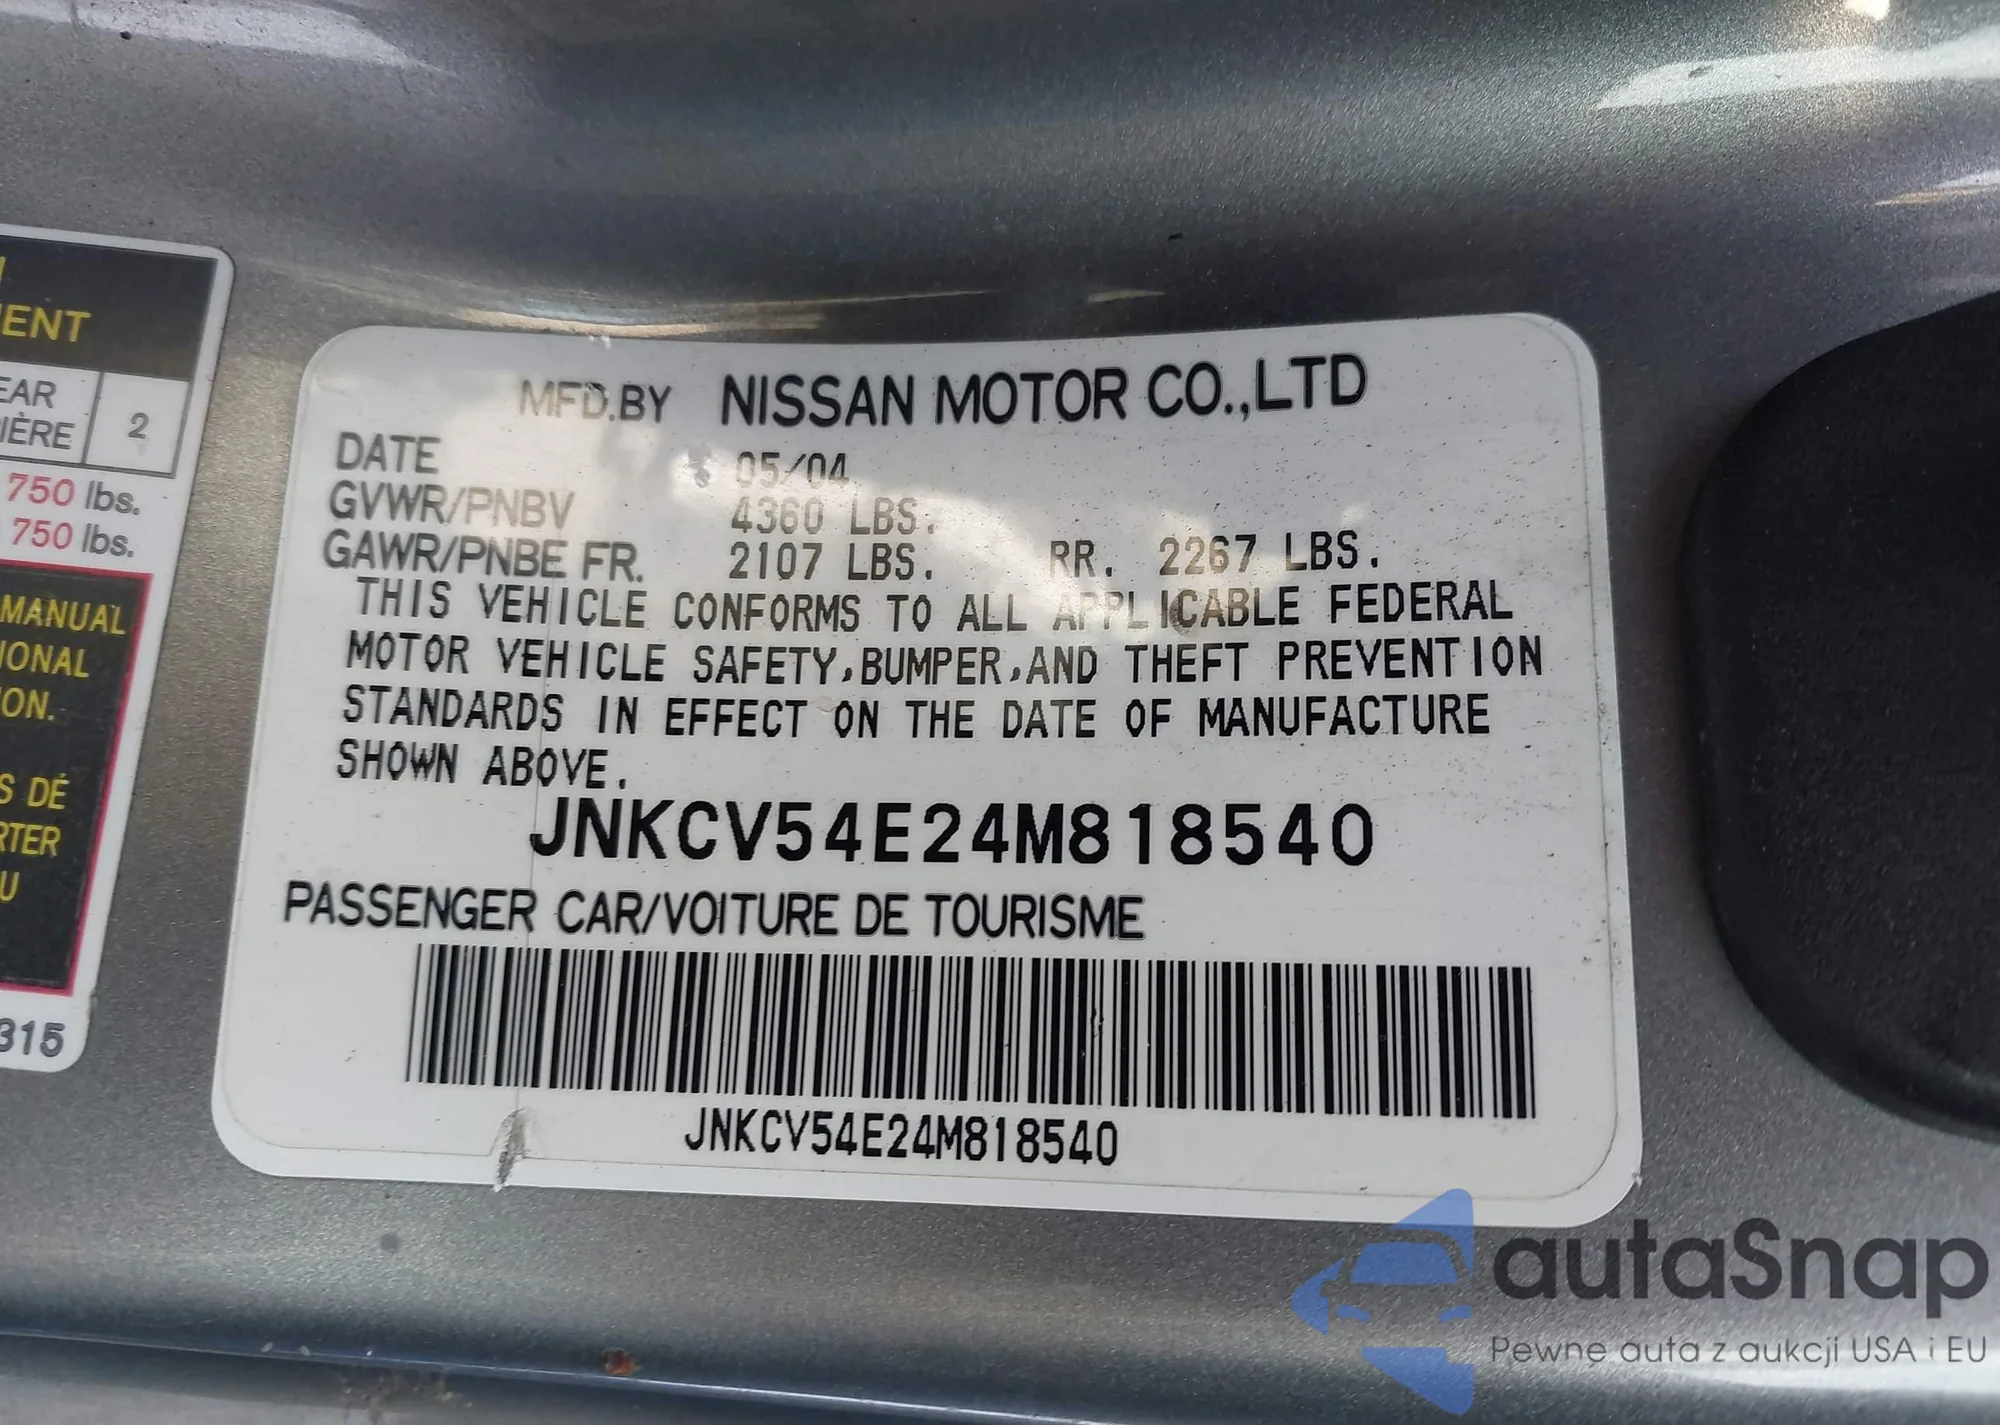 ENT
EAR
IÈRE 2
750 lbs.
750 lbs.
MANUAL
IONAL
ON.
S DÉ
RTER
U
315
MFD.BY NISSAN MOTOR CO.,LTD
DATE 05/04
GVWR/PNBV 4360 LBS.
GAWR/PNBE FR. 2107 LBS. RR. 2267 LBS.
THIS VEHICLE CONFORMS TO ALL APPLICABLE FEDERAL
MOTOR VEHICLE SAFETY,BUMPER,AND THEFT PREVENTION
STANDARDS IN EFFECT ON THE DATE OF MANUFACTURE
SHOWN ABOVE.
JNKCV54E24M818540
PASSENGER CAR/VOITURE DE TOURISME
JNKCV54E24M818540
autaSnap
Pewne auta z aukcji USA i EU